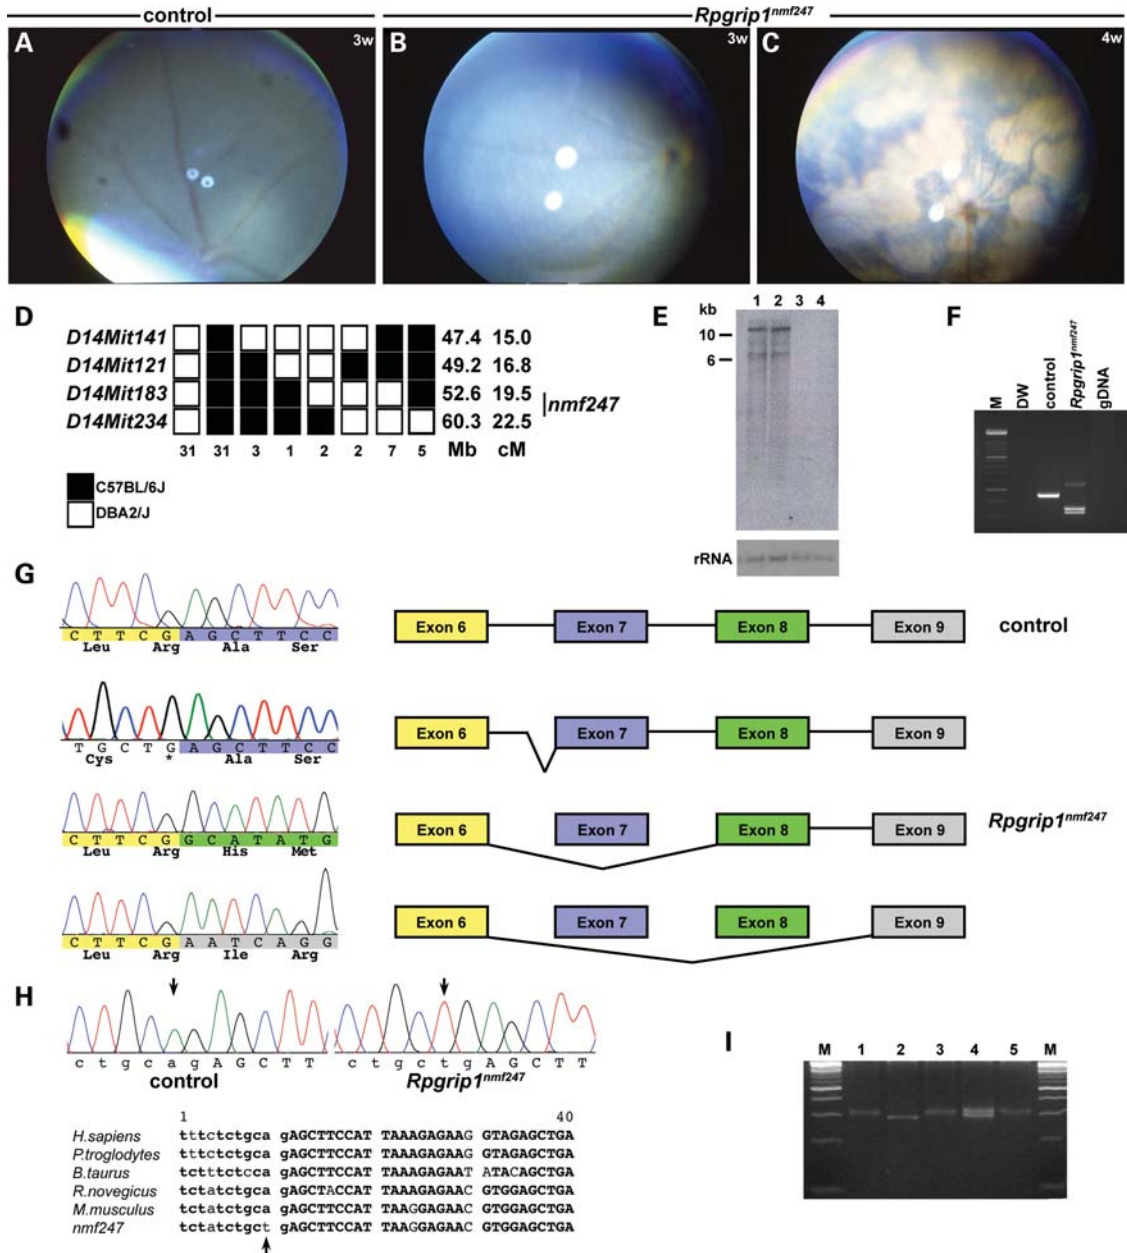 control
Rpgrip1nmf247
A
3w
B
3w
C
4w
D
D14Mit141
47.4 15.0
D14Mit121
49.2 16.8
D14Mit183
52.6 19.5
nmf247
D14Mit234
60.3 22.5
31 31 3 1 2 2 7 5 Mb cM
C57BL/6J
DBA2/J
E
1 2 3 4
kb
10
6
rRNA
F
M
DW
control
Rpgrip1nmf247
gDNA
G
C T T C G A G C T T C C
Leu Arg Ala Ser
Exon 6 Exon 7 Exon 8 Exon 9 control
T G C T G A G C T T C C
Cys * Ala Ser
Exon 6 Exon 7 Exon 8 Exon 9
C T T C G G C A T A T G
Leu Arg His Met
Exon 6 Exon 7 Exon 8 Exon 9
Rpgrip1nmf247
C T T C G A A T C A G G
Leu Arg Ile Arg
Exon 6 Exon 7 Exon 8 Exon 9
H
c t g c a g A G C T T
control
c t g c t g A G C T T
Rpgrip1nmf247
1 40
H.sapiens tttctctgca gAGCTTCCAT TAAAGAGAAG GTAGAGCTGA
P.troglodytes tttctctgca gAGCTTCCAT TAAAGAGAAG GTAGAGCTGA
B.taurus tcttctccca gAGCTTCCAT TAAAGAGAAT ATACAGCTGA
R.novegicus tctatctgca gAGCTACCAT TAAAGAGAAC GTGGAGCTGA
M.musculus tctatctgca gAGCTTCCAT TAAGGAGAAC GTGGAGCTGA
nmf247 tctatctgct gAGCTTCCAT TAAGGAGAAC GTGGAGCTGA
I
M 1 2 3 4 5 M